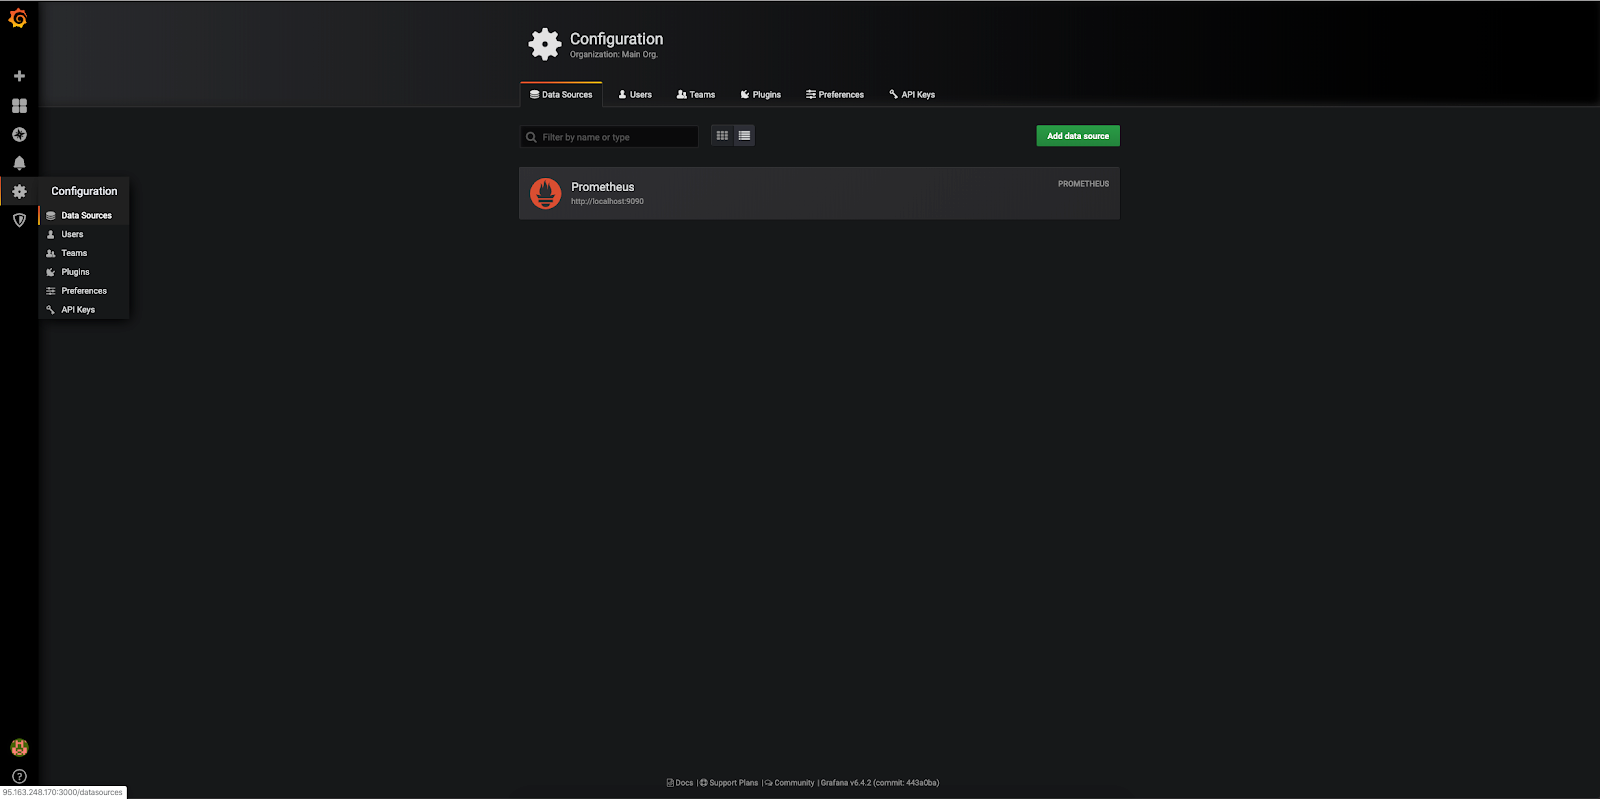 Configuration
Organization: Main Org.
Data Sources
Users
Teams
Plugins
Preferences
API Keys
Filter by name or type
Add data source
Prometheus
http://localhost:9090
PROMETHEUS
Configuration
Data Sources
Users
Teams
Plugins
Preferences
API Keys
Docs | Support Plans | Community | Grafana v6.4.2 (commit: 443a0ba)
95.163.248.170:3000/datasources